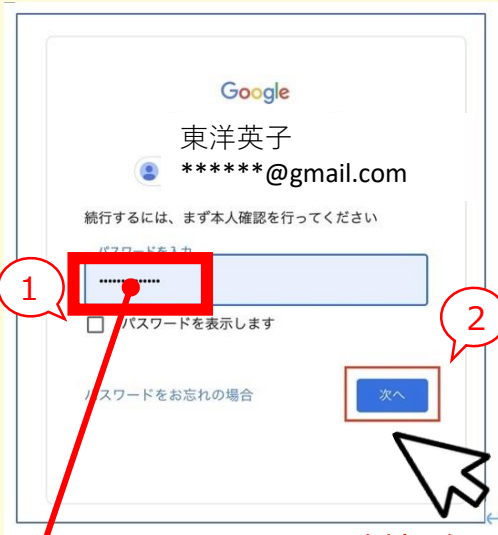 Google
東洋英子
******@gmail.com
続行するには、まず本人確認を行ってください
パスワードを入力
••••••••••••••
1
パスワードを表示します
2
パスワードをお忘れの場合
次へ